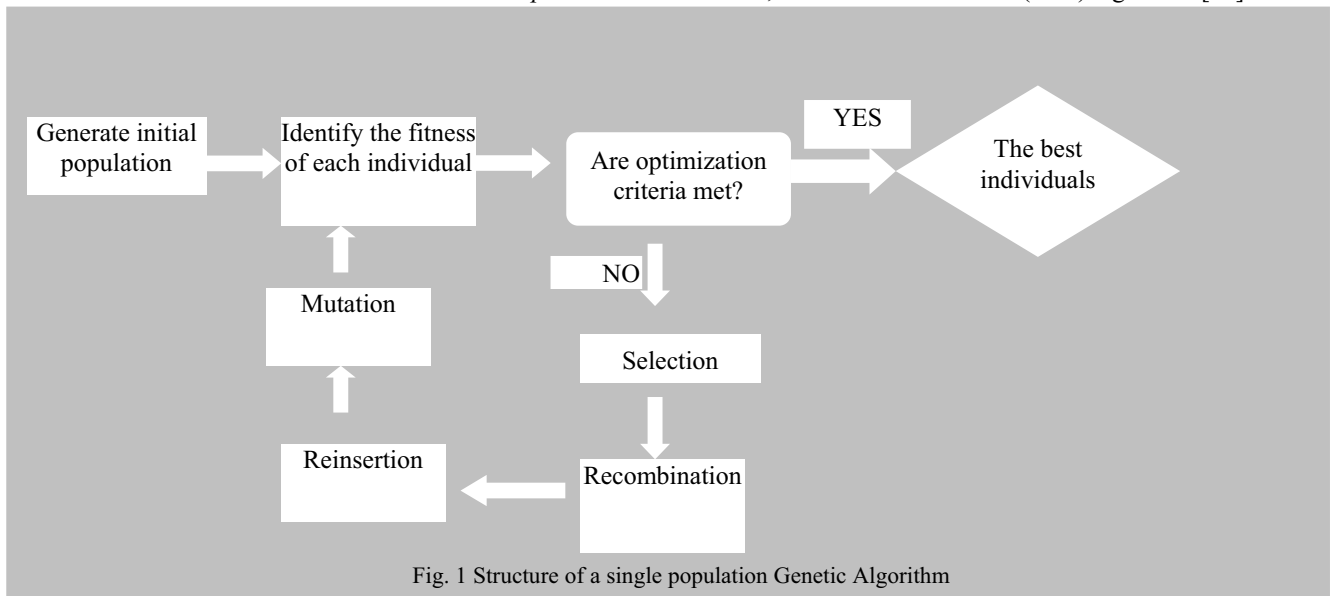 Generate initial
population
Identify the fitness
of each individual
Are optimization
criteria met?
YES
The best
individuals
NO
Selection
Recombination
Reinsertion
Mutation
Fig. 1 Structure of a single population Genetic Algorithm